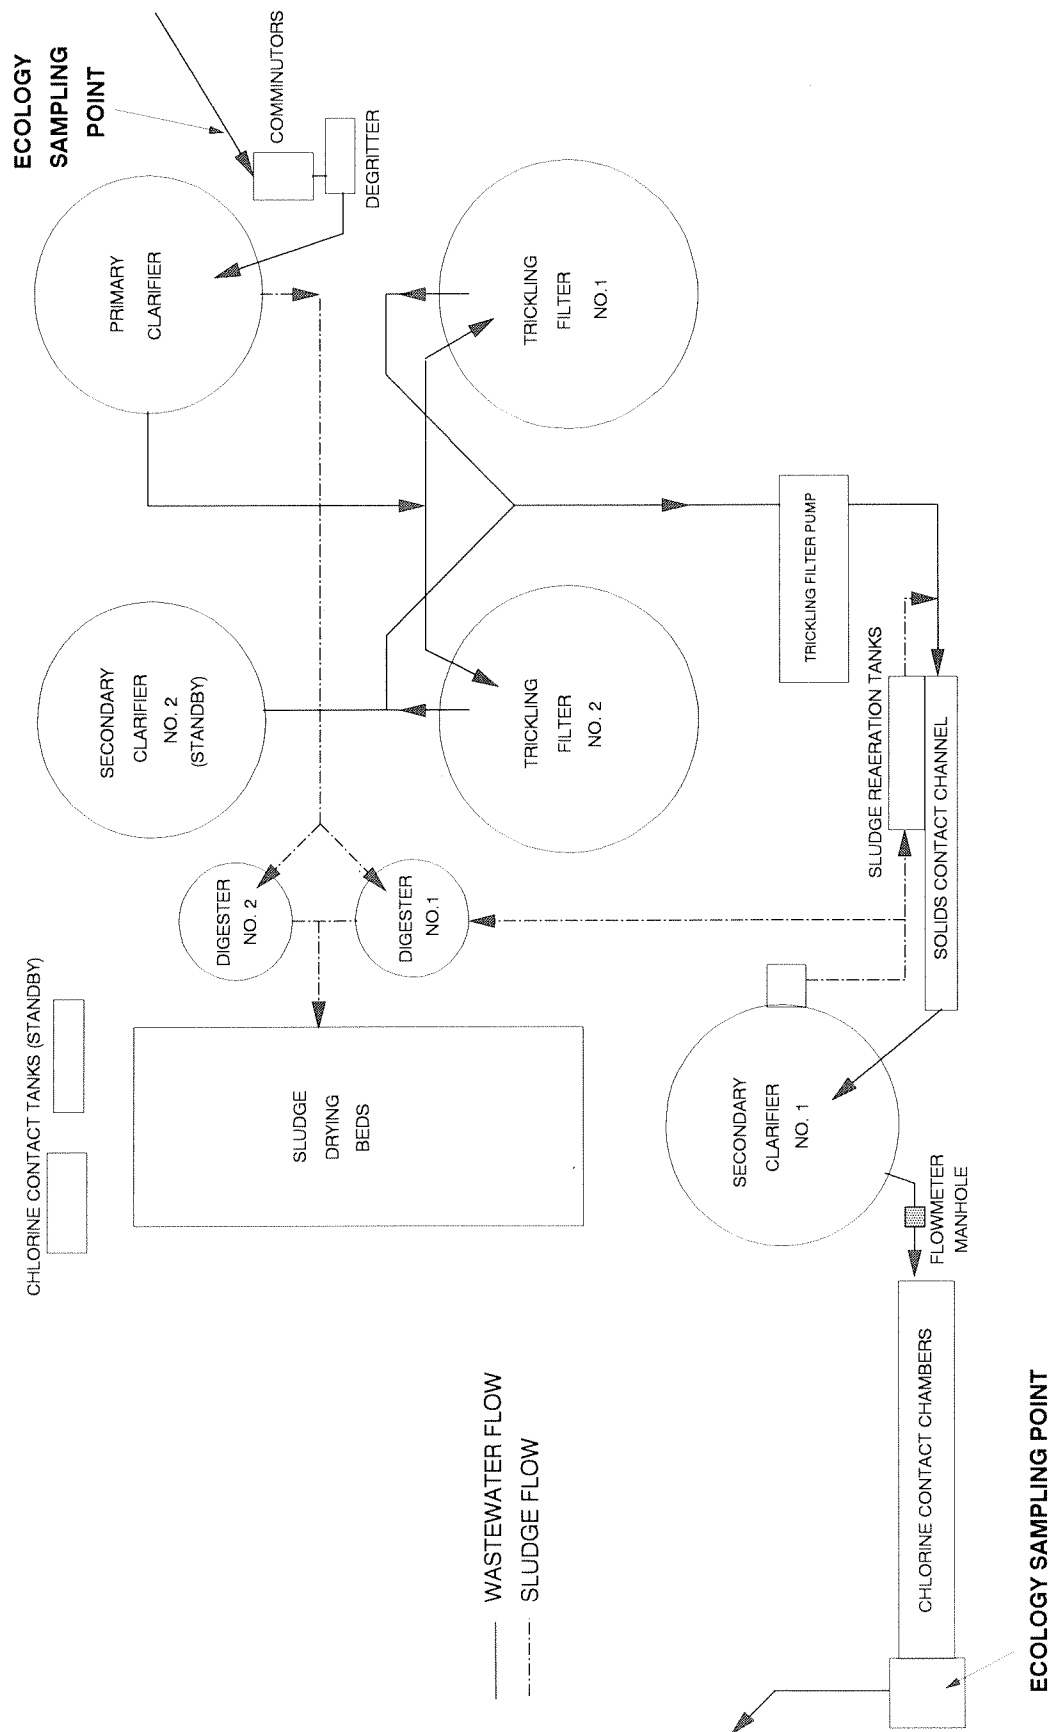 ECOLOGY
SAMPLING
POINT
COMMINUTORS
DEGRITTER
PRIMARY
CLARIFIER
TRICKLING
FILTER
NO.1
SECONDARY
CLARIFIER
NO. 2
(STANDBY)
TRICKLING
FILTER
NO. 2
TRICKLING FILTER PUMP
SLUDGE REAERATION TANKS
SOLIDS CONTACT CHANNEL
DIGESTER
NO. 2
DIGESTER
NO.1
CHLORINE CONTACT TANKS (STANDBY)
SLUDGE
DRYING
BEDS
SECONDARY
CLARIFIER
NO. 1
FLOWMETER
MANHOLE
CHLORINE CONTACT CHAMBERS
WASTEWATER FLOW
SLUDGE FLOW
ECOLOGY SAMPLING POINT